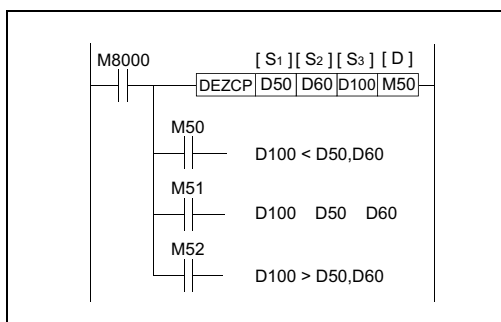 M8000
[ S1 ] [ S2 ] [ S3 ] [ D ]
DEZCP D50 D60 D100 M50
M50
D100 < D50,D60
M51
D100 D50 D60
M52
D100 > D50,D60